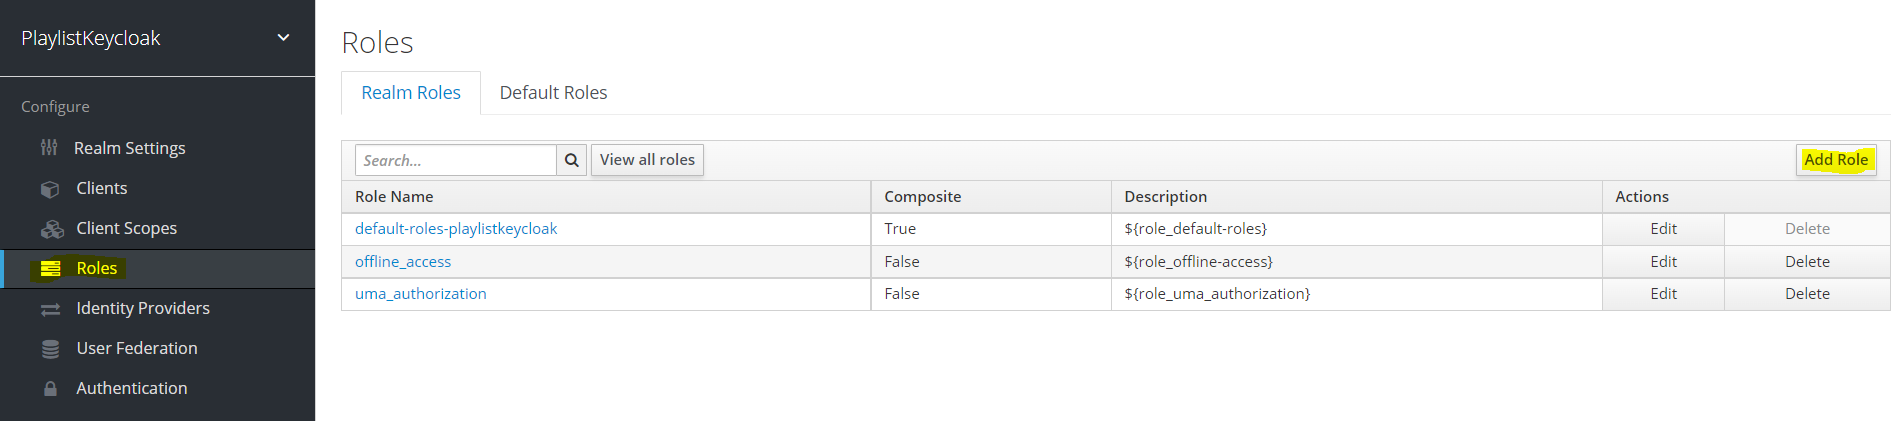 PlaylistKeycloak
Configure
Realm Settings
Clients
Client Scopes
Roles
Identity Providers
User Federation
Authentication
Roles
Realm Roles Default Roles
Search... View all roles Add Role
Role Name Composite Description Actions
default-roles-playlistkeycloak True ${role_default-roles} Edit Delete
offline_access False ${role_offline-access} Edit Delete
uma_authorization False ${role_uma_authorization} Edit Delete